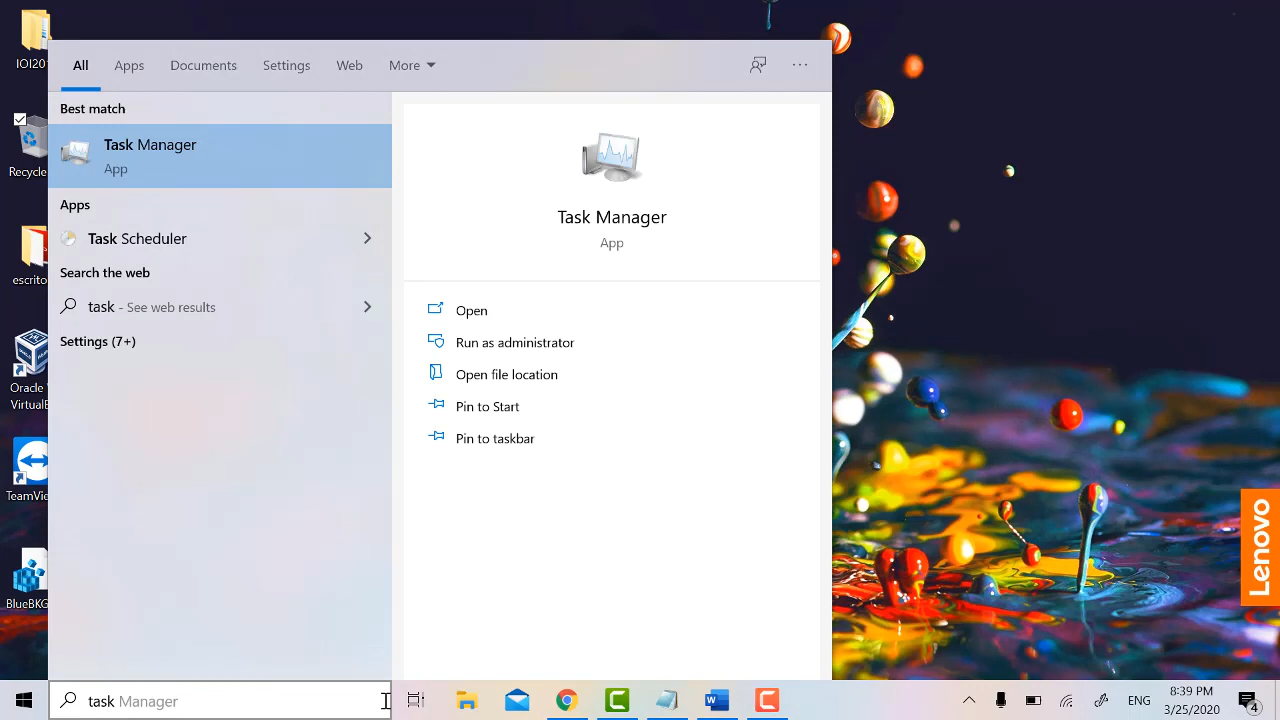 IOI20
Recycle
escrito
Oracle
VirtualB
TeamVie
BlueBKG
All
Apps
Documents
Settings
Web
More
Best match
Task Manager
App
Apps
Task Scheduler
Search the web
task - See web results
Settings (7+)
Task Manager
App
Open
Run as administrator
Open file location
Pin to Start
Pin to taskbar
Lenovo
task Manager
ENG
8:39 PM
3/25/2020
4